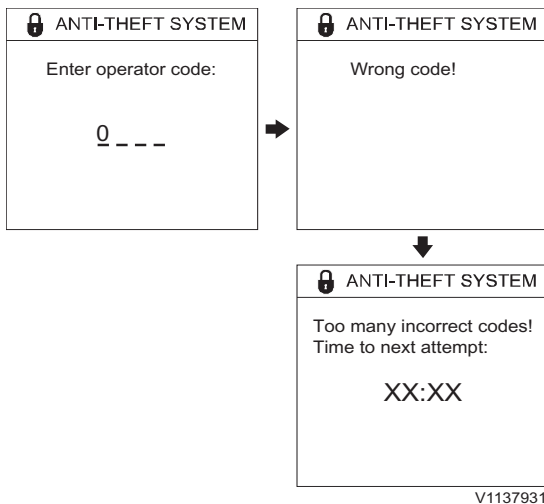 ANTI-THEFT SYSTEM
Enter operator code:
0 _ _ _
ANTI-THEFT SYSTEM
Wrong code!
ANTI-THEFT SYSTEM
Too many incorrect codes!
Time to next attempt:
XX:XX
V1137931